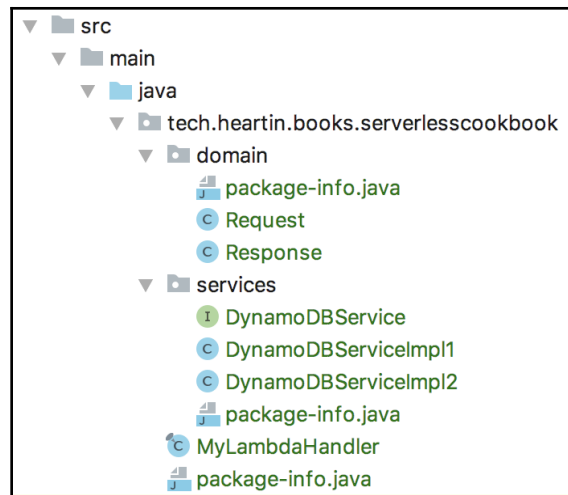 src
main
java
tech.heartin.books.serverlesscookbook
domain
package-info.java
Request
Response
services
DynamoDBService
DynamoDBServiceImpl1
DynamoDBServiceImpl2
package-info.java
MyLambdaHandler
package-info.java